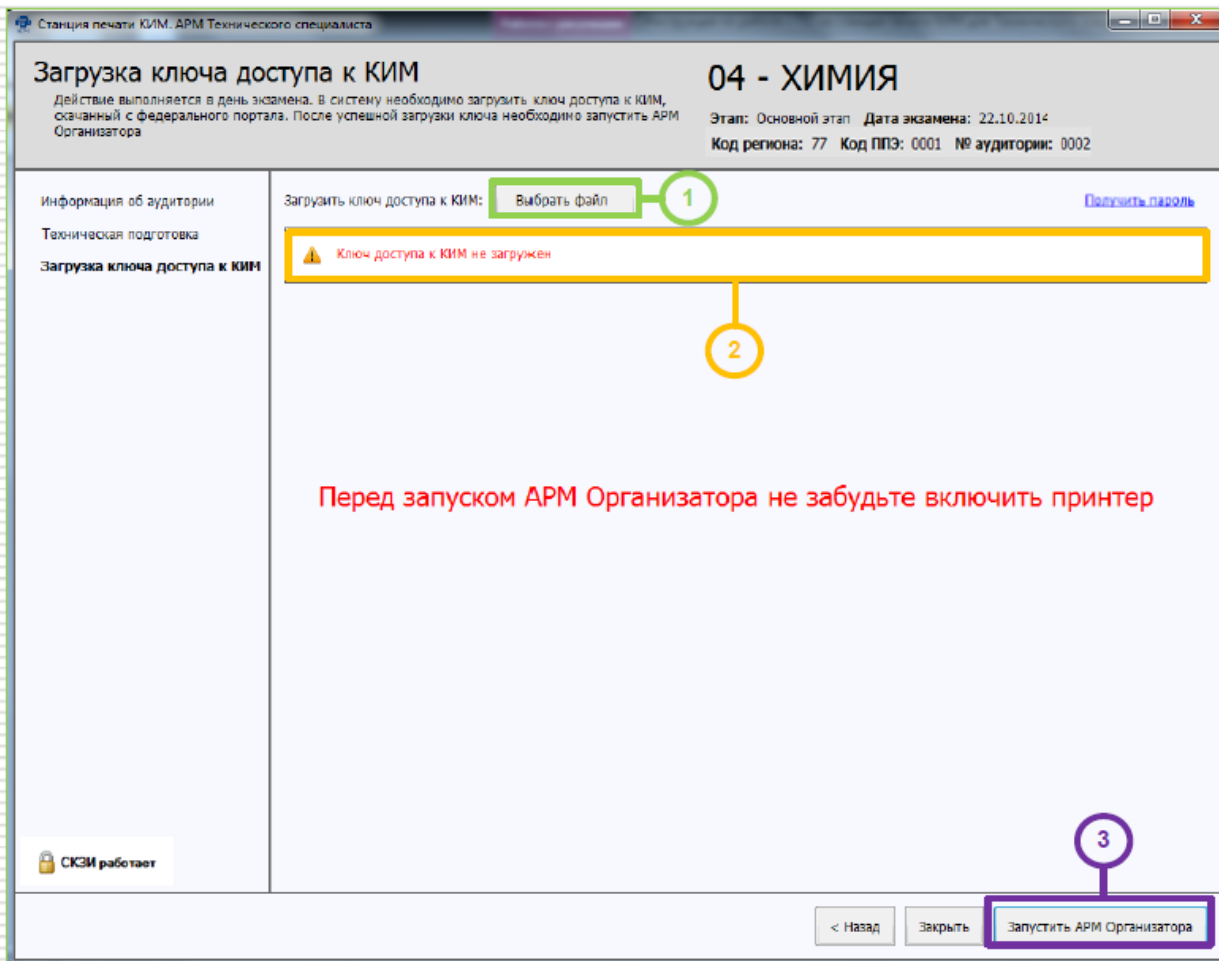 Станция печати КИМ. АРМ Технического специалиста
Загрузка ключа доступа к КИМ
Действие выполняется в день экзамена. В систему необходимо загрузить ключ доступа к КИМ,
скачанный с федерального портала. После успешной загрузки ключа необходимо запустить АРМ
Организатора
04 - ХИМИЯ
Этап: Основной этап Дата экзамена: 22.10.2014
Код региона: 77 Код ППЭ: 0001 № аудитории: 0002
Информация об аудитории
Техническая подготовка
Загрузка ключа доступа к КИМ
Загрузить ключ доступа к КИМ: Выбрать файл 1 Получить пароль
Ключ доступа к КИМ не загружен
2
Перед запуском АРМ Организатора не забудьте включить принтер
3
СКЗИ работает
< Назад Закрыть Запустить АРМ Организатора